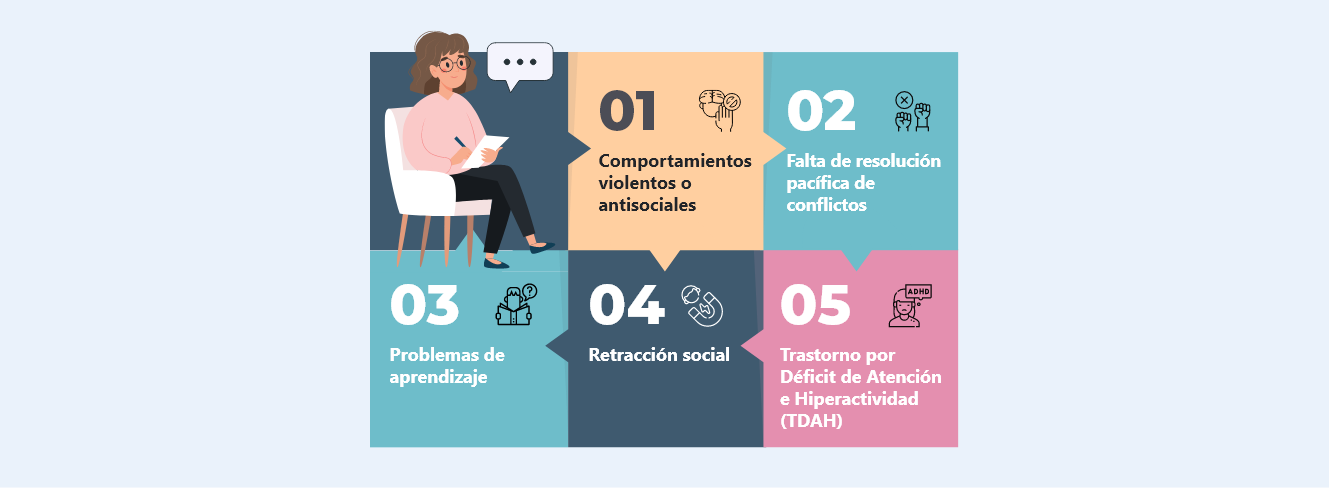 01
Comportamientos
violentos o
antisociales
02
Falta de resolución
pacífica de
conflictos
03
?
Problemas de
aprendizaje
04
Retracción social
05
ADHD
Trastorno por
Déficit de Atención
e Hiperactividad
(TDAH)